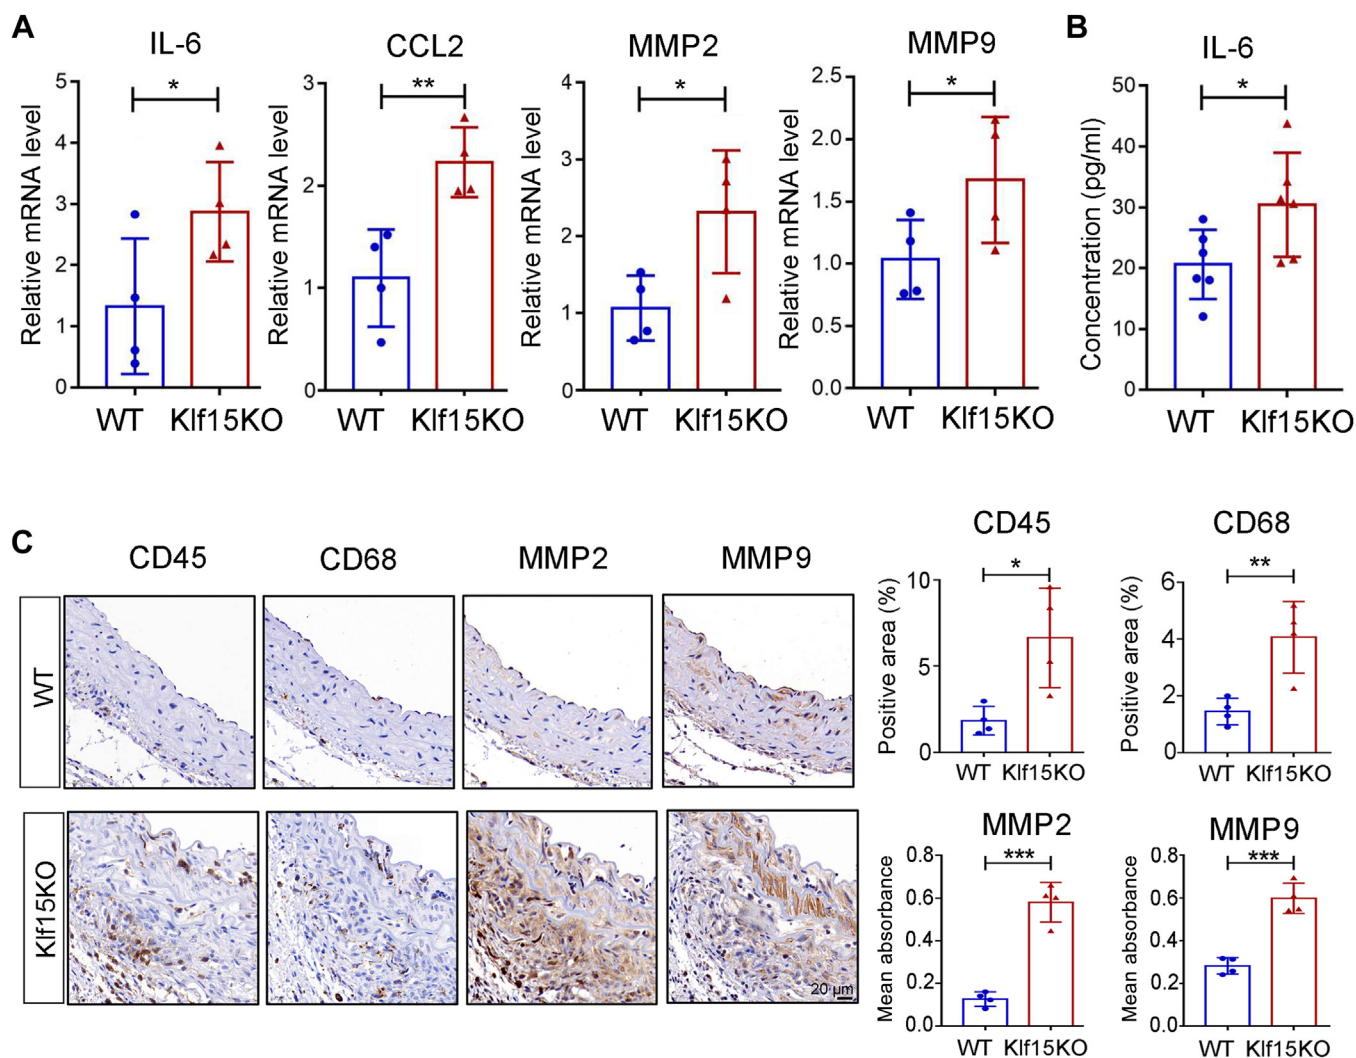 A
IL-6
CCL2
MMP2
MMP9
B
IL-6
Relative mRNA level
5
4
3
2
1
0
*
WT
Klf15KO
Relative mRNA level
3
2
1
0
**
WT
Klf15KO
Relative mRNA level
4
3
2
1
0
*
WT
Klf15KO
Relative mRNA level
2.5
2.0
1.5
1.0
0.5
0.0
*
WT
Klf15KO
Concentration (pg/ml)
50
40
30
20
10
0
*
WT
Klf15KO
C
CD45
CD68
MMP2
MMP9
WT
Klf15KO
20 µm
CD45
Positive area (%)
10
5
0
*
WT
Klf15KO
CD68
Positive area (%)
6
4
2
0
**
WT
Klf15KO
MMP2
Mean absorbance
0.8
0.6
0.4
0.2
0.0
***
WT
Klf15KO
MMP9
Mean absorbance
0.8
0.6
0.4
0.2
0.0
***
WT
Klf15KO